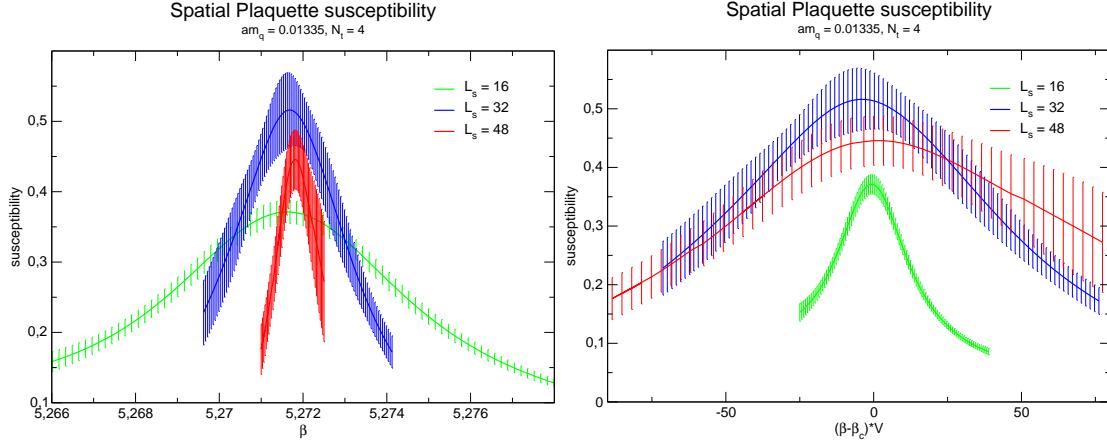 Spatial Plaquette susceptibility
am_q = 0.01335, N_t = 4
L_s = 16
L_s = 32
L_s = 48
susceptibility
0,5
0,4
0,3
0,2
0,1
5,266
5,268
5,27
5,272
5,274
5,276
β
Spatial Plaquette susceptibility
am_q = 0.01335, N_t = 4
L_s = 16
L_s = 32
L_s = 48
susceptibility
0,6
0,5
0,4
0,3
0,2
0,1
0
-50
0
50
(β-β_c)*V